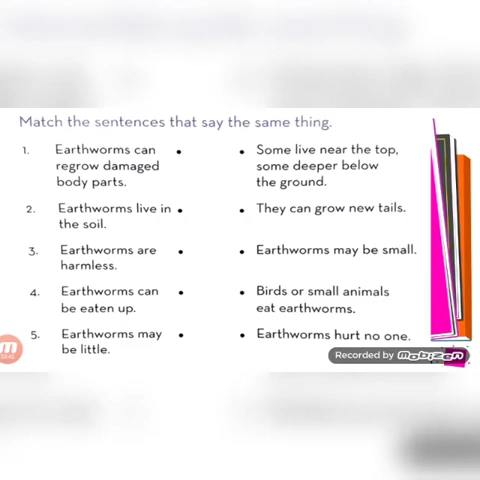 Match the sentences that say the same thing.
1. Earthworms can • • Some live near the top,
regrow damaged some deeper below
body parts. the ground.
2. Earthworms live in • • They can grow new tails.
the soil.
3. Earthworms are • • Earthworms may be small.
harmless.
4. Earthworms can • • Birds or small animals
be eaten up. eat earthworms.
5. Earthworms may • • Earthworms hurt no one.
be little.
Recorded by Mobizen